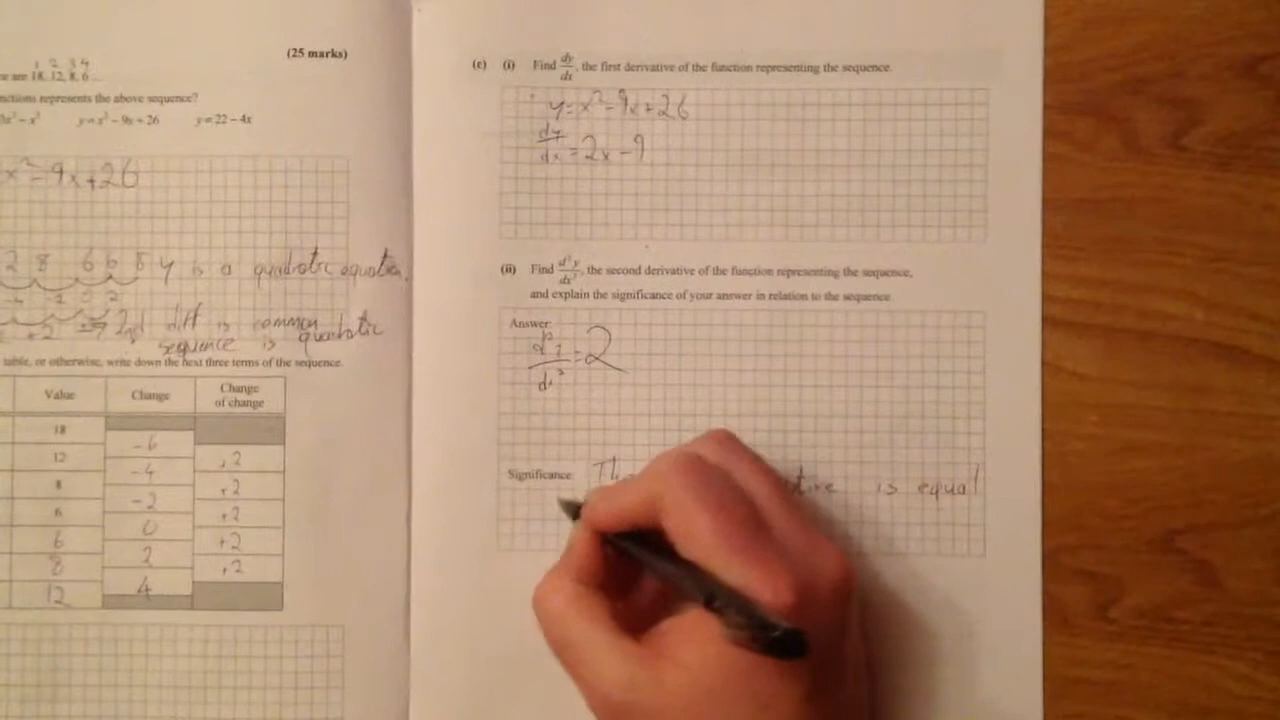 (25 marks)
1 2 3 4
are 18, 12, 8, 6 ...
nctions represents the above sequence?
y = x² – 9x + 26 y = 22 – 4x
x²-9x+26
2 8 6 6 8 y is a quadratic equation.
2nd diff is common
sequence is quadratic
table, or otherwise, write down the next three terms of the sequence.
Value Change Change
of change
18
-6
12 +2
-4
8 +2
-2
6 +2
0
6 +2
2
8 +2
4
12
(c) (i) Find dy/dx, the first derivative of the function representing the sequence.
y=x²-9x+26
dy/dx=2x-9
(ii) Find d²y/dx², the second derivative of the function representing the sequence,
and explain the significance of your answer in relation to the sequence.
Answer:
d²y/dx²=2
Significance: is equal